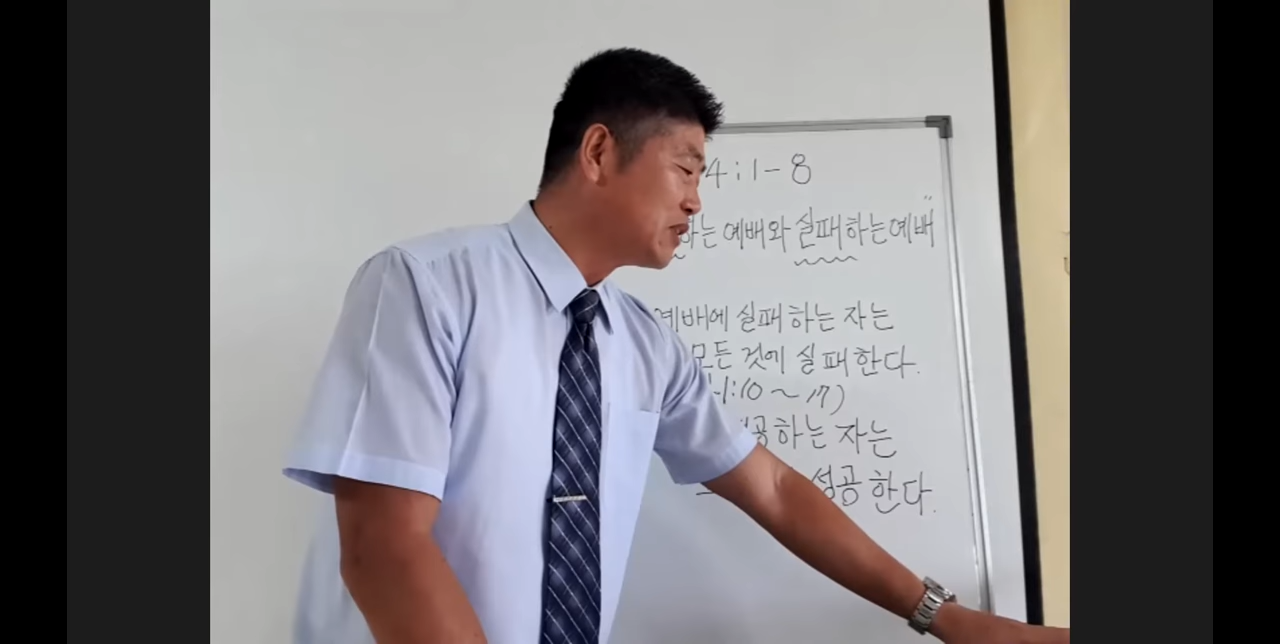 4:1-8
하는 예배와 실패하는 예배"
예배에 실패하는 자는
모든 것에 실패한다.
1:10~17)
공하는 자는
성공한다.